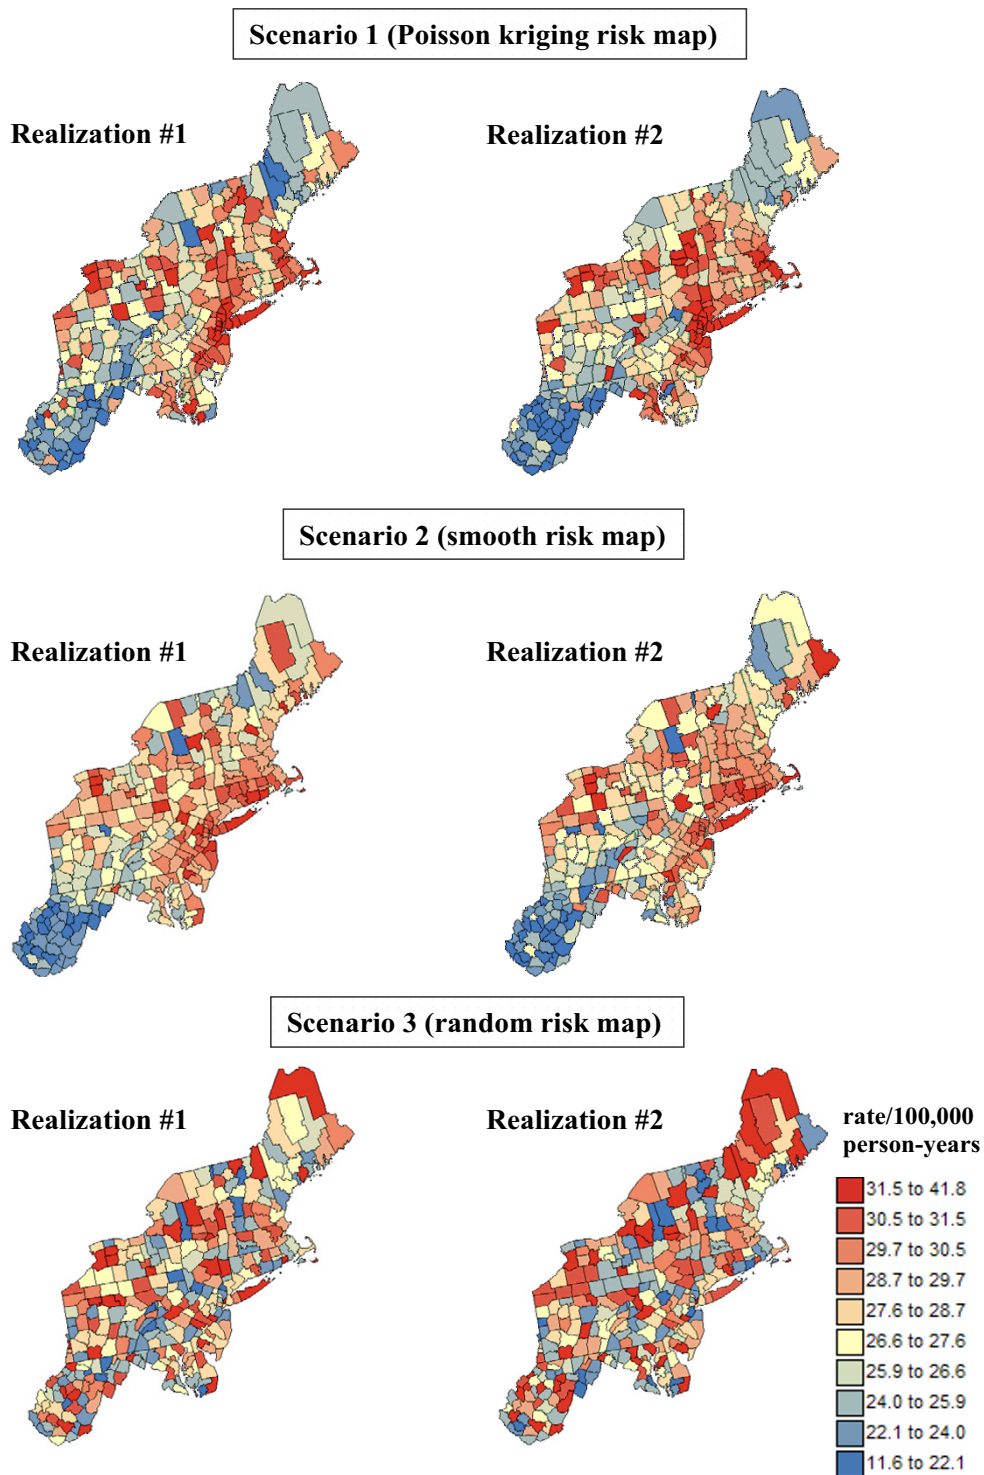 Scenario 1 (Poisson kriging risk map)
Realization #1
Realization #2
Scenario 2 (smooth risk map)
Realization #1
Realization #2
Scenario 3 (random risk map)
Realization #1
Realization #2
rate/100,000
person-years
31.5 to 41.8
30.5 to 31.5
29.7 to 30.5
28.7 to 29.7
27.6 to 28.7
26.6 to 27.6
25.9 to 26.6
24.0 to 25.9
22.1 to 24.0
11.6 to 22.1